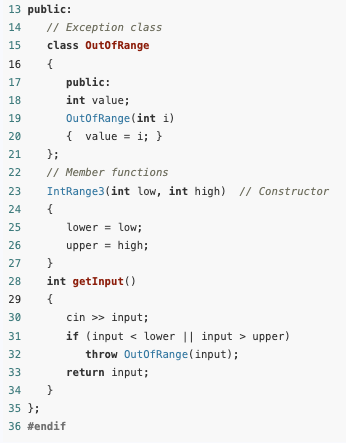 13 public:
14 // Exception class
15 class OutOfRange
16 {
17 public:
18 int value;
19 OutOfRange(int i)
20 { value = i; }
21 };
22 // Member functions
23 IntRange3(int low, int high) // Constructor
24 {
25 lower = low;
26 upper = high;
27 }
28 int getInput()
29 {
30 cin >> input;
31 if (input < lower || input > upper)
32 throw OutOfRange(input);
33 return input;
34 }
35 };
36 #endif